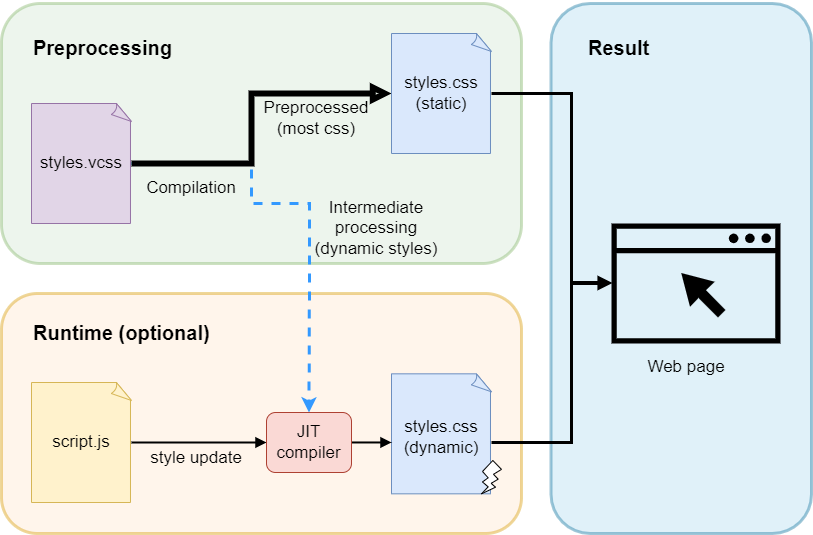 Preprocessing
styles.vcss
Compilation
Preprocessed
(most css)
styles.css
(static)
Intermediate
processing
(dynamic styles)
Runtime (optional)
script.js
style update
JIT
compiler
styles.css
(dynamic)
Result
Web page